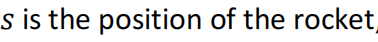 s is the position of the rocket,